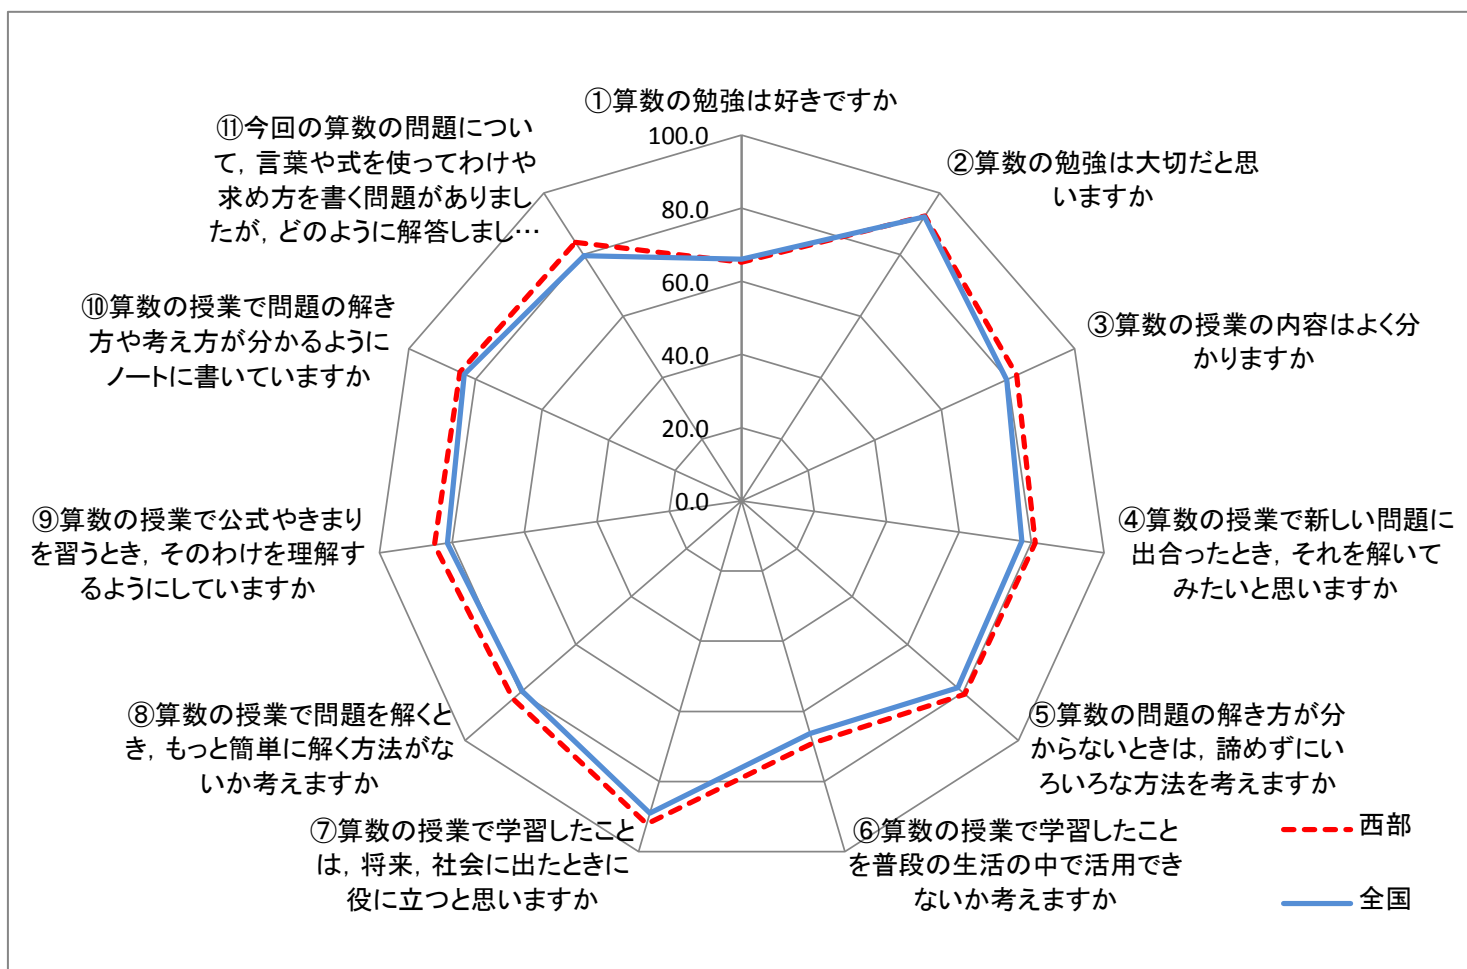 ①算数の勉強は好きですか
100.0
80.0
60.0
40.0
20.0
0.0
②算数の勉強は大切だと思
いますか
③算数の授業の内容はよく分
かりますか
④算数の授業で新しい問題に
出合ったとき，それを解いて
みたいと思いますか
⑤算数の問題の解き方が分
からないときは，諦めずにい
ろいろな方法を考えますか
⑥算数の授業で学習したこと
を普段の生活の中で活用でき
ないか考えますか
⑦算数の授業で学習したこと
は，将来，社会に出たときに
役に立つと思いますか
⑧算数の授業で問題を解くと
き，もっと簡単に解く方法がな
いか考えますか
⑨算数の授業で公式やきまり
を習うとき，そのわけを理解す
るようにしていますか
⑩算数の授業で問題の解き
方や考え方が分かるように
ノートに書いていますか
⑪今回の算数の問題につい
て，言葉や式を使ってわけや
求め方を書く問題がありまし
たが，どのように解答しまし…
西部
全国